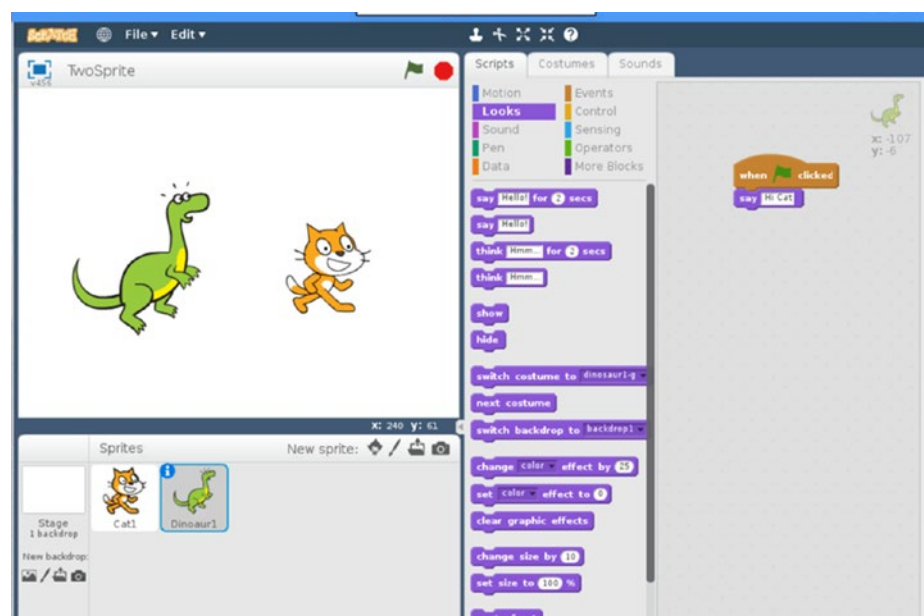 SCRATCH File▾ Edit▾
v456 TwoSprite
x: 240 y: 61
Sprites New sprite:
Stage
1 backdrop
New backdrop:
Cat1
Dinoaur1
Scripts Costumes Sounds
Motion Events
Looks Control
Sound Sensing
Pen Operators
Data More Blocks
say Hello! for 2 secs
say Hello!
think Hmm... for 2 secs
think Hmm...
show
hide
switch costume to dinosaur1-g
next costume
switch backdrop to backdrop1
change color effect by 25
set color effect to 0
clear graphic effects
change size by 10
set size to 100 %
x: -107
y: -6
when clicked
say Hi Cat